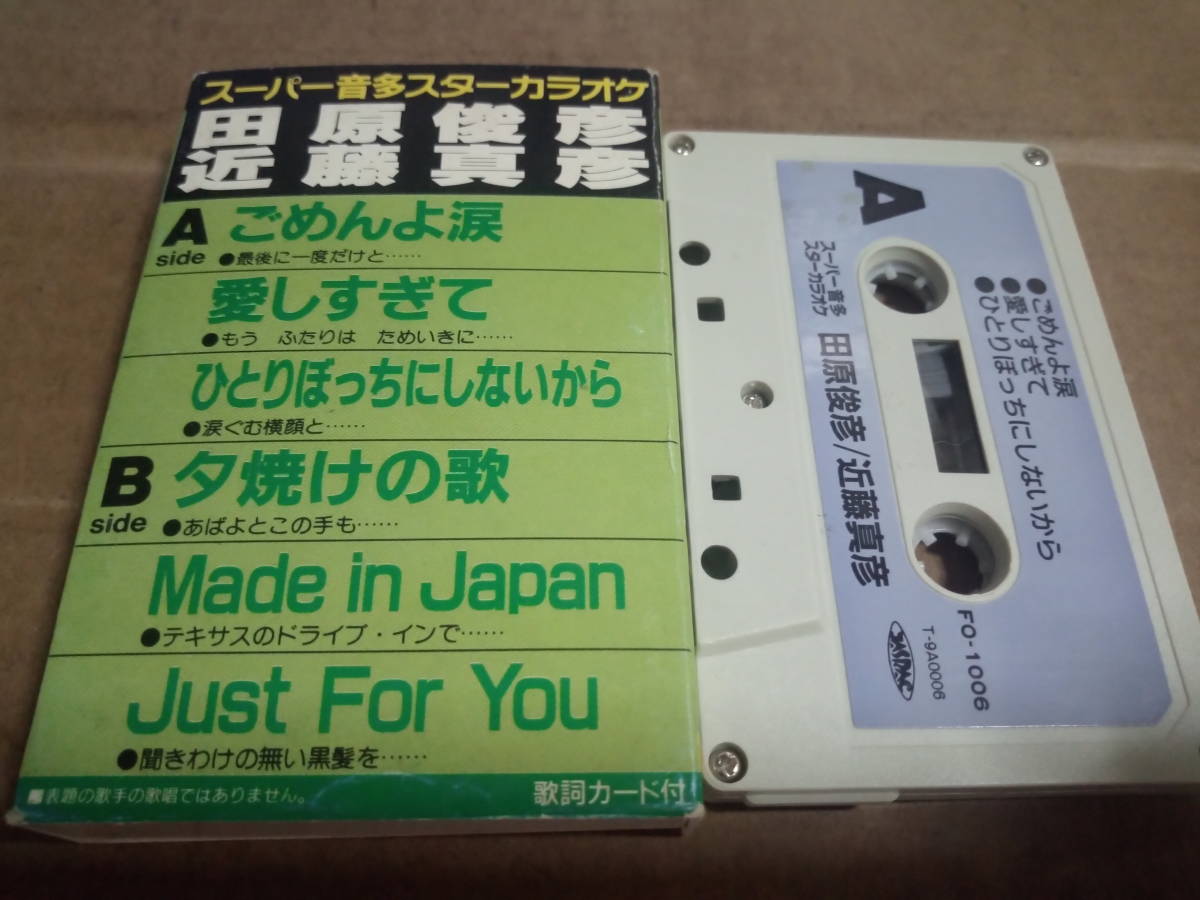 スーパー音多スターカラオケ
田原俊彦
近藤真彦
A side
ごめんよ涙
●最後に一度だけと……
愛しすぎて
●もう ふたりは ためいきに……
ひとりぼっちにしないから
●涙ぐむ横顔と……
B side
夕焼けの歌
●あばよとこの手も……
Made in Japan
●テキサスのドライブ・インで……
Just For You
●聞きわけの無い黒髪を……
■表題の歌手の歌唱ではありません。
歌詞カード付
A
●ごめんよ涙
●愛しすぎて
●ひとりぼっちにしないから
スーパー音多
スターカラオケ
田原俊彦/近藤真彦
FO-1006
T-9A0006
JASRAC